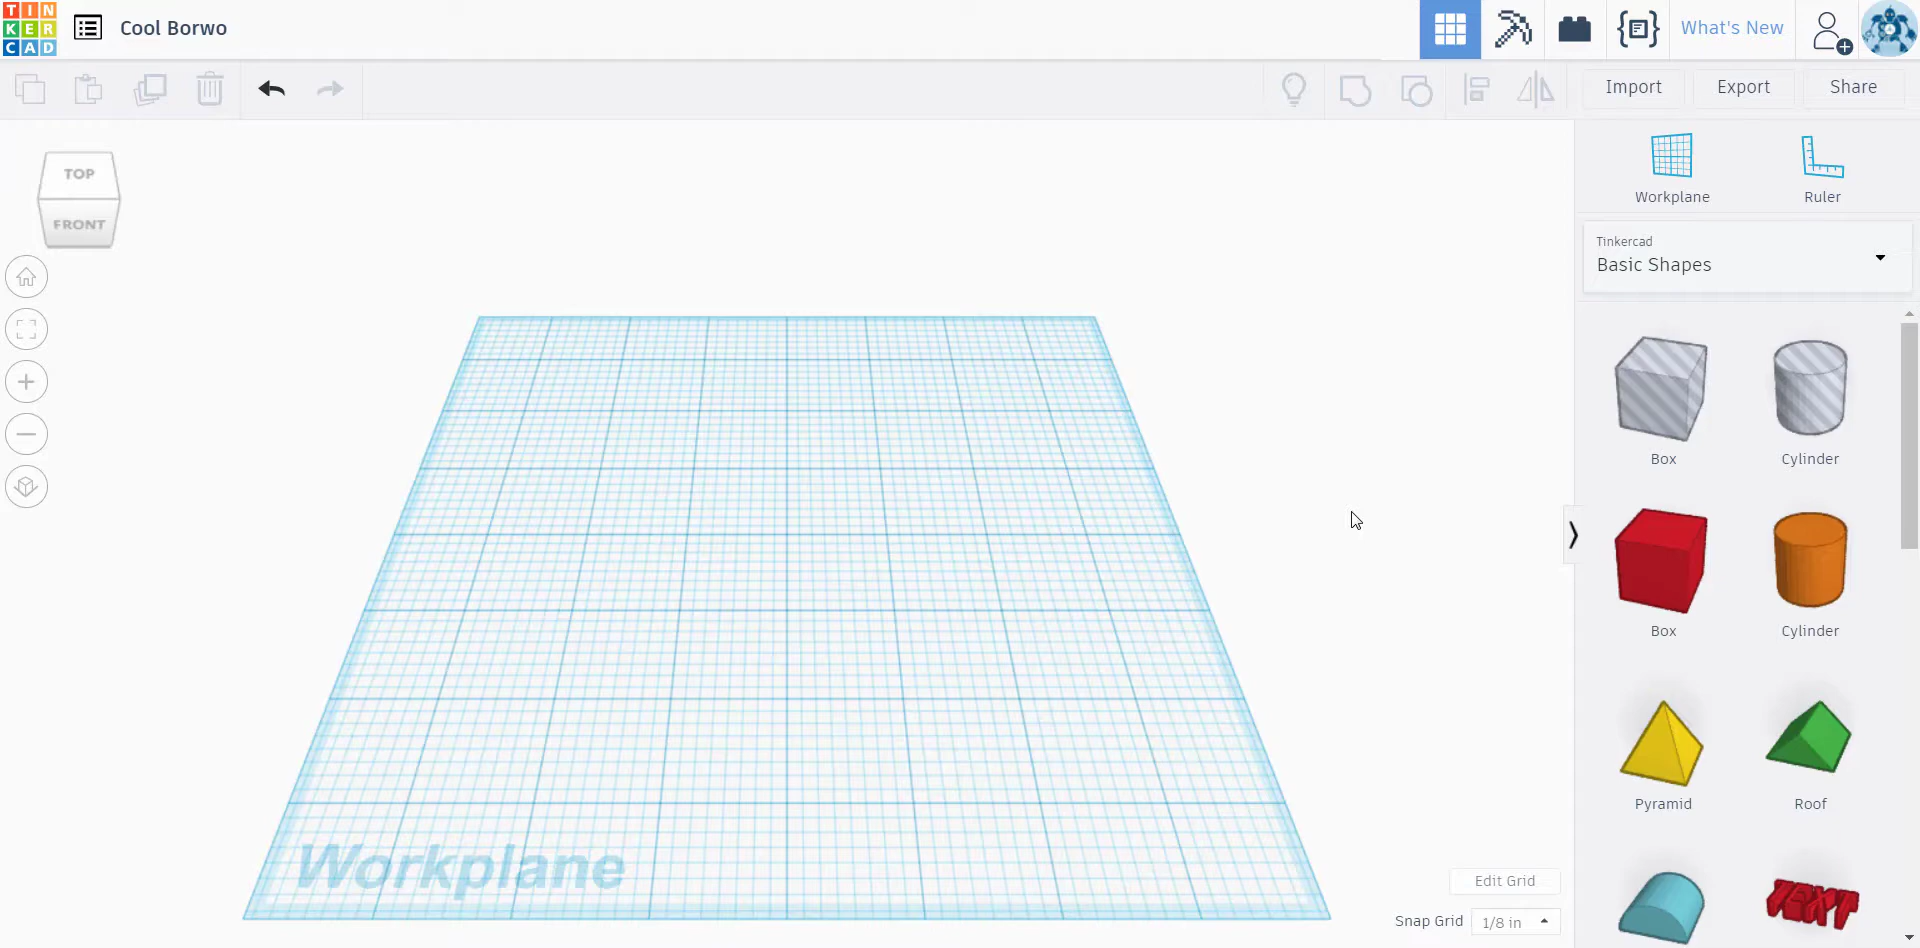 TIN
KER
CAD
Cool Borwo
What's New
Import
Export
Share
TOP
FRONT
Workplane
Ruler
Tinkercad
Basic Shapes
Box
Cylinder
Box
Cylinder
Pyramid
Roof
TEXT
Workplane
Edit Grid
Snap Grid
1/8 in